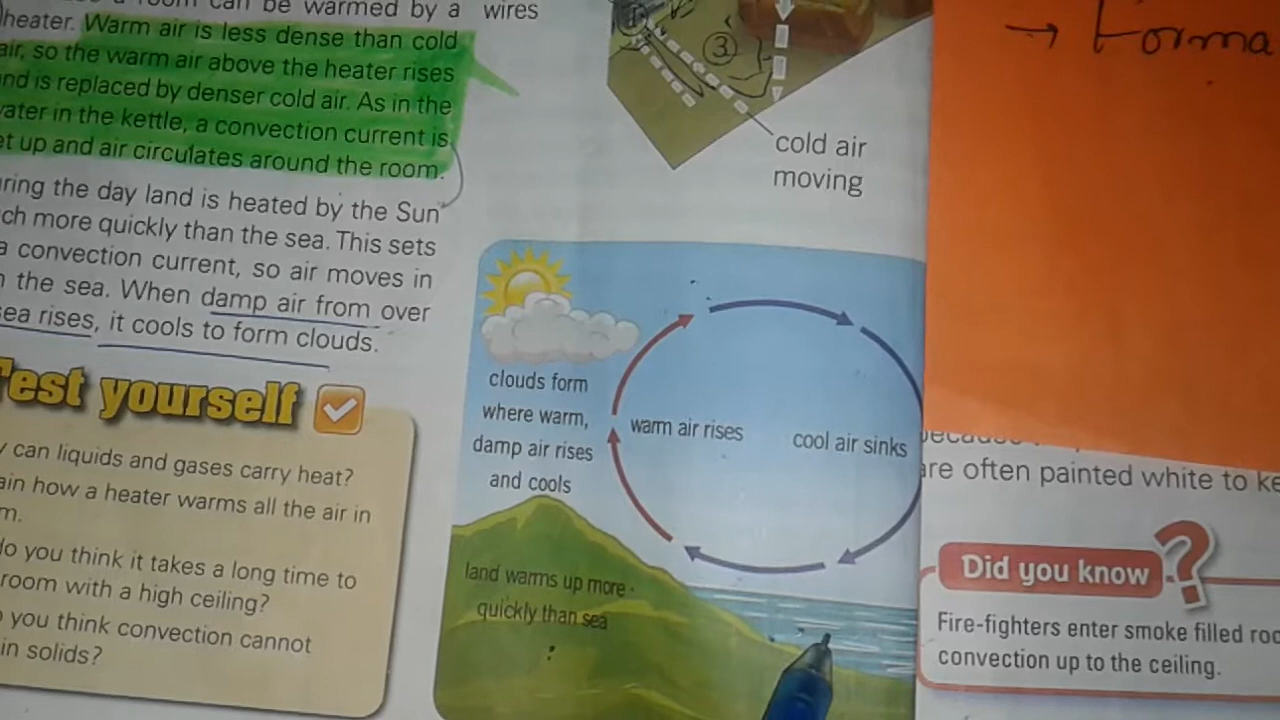 can be warmed by a
heater. Warm air is less dense than cold
air, so the warm air above the heater rises
and is replaced by denser cold air. As in the
water in the kettle, a convection current is
et up and air circulates around the room.
ring the day land is heated by the Sun
ch more quickly than the sea. This sets
a convection current, so air moves in
the sea. When damp air from over
sea rises, it cools to form clouds.
Test yourself
can liquids and gases carry heat?
ain how a heater warms all the air in
m.
do you think it takes a long time to
room with a high ceiling?
you think convection cannot
in solids?
wires
3
cold air
moving
clouds form
where warm,
damp air rises
and cools
warm air rises
cool air sinks
land warms up more
quickly than sea
→ Forma
are often painted white to ke
Did you know ?
Fire-fighters enter smoke filled roo
convection up to the ceiling.